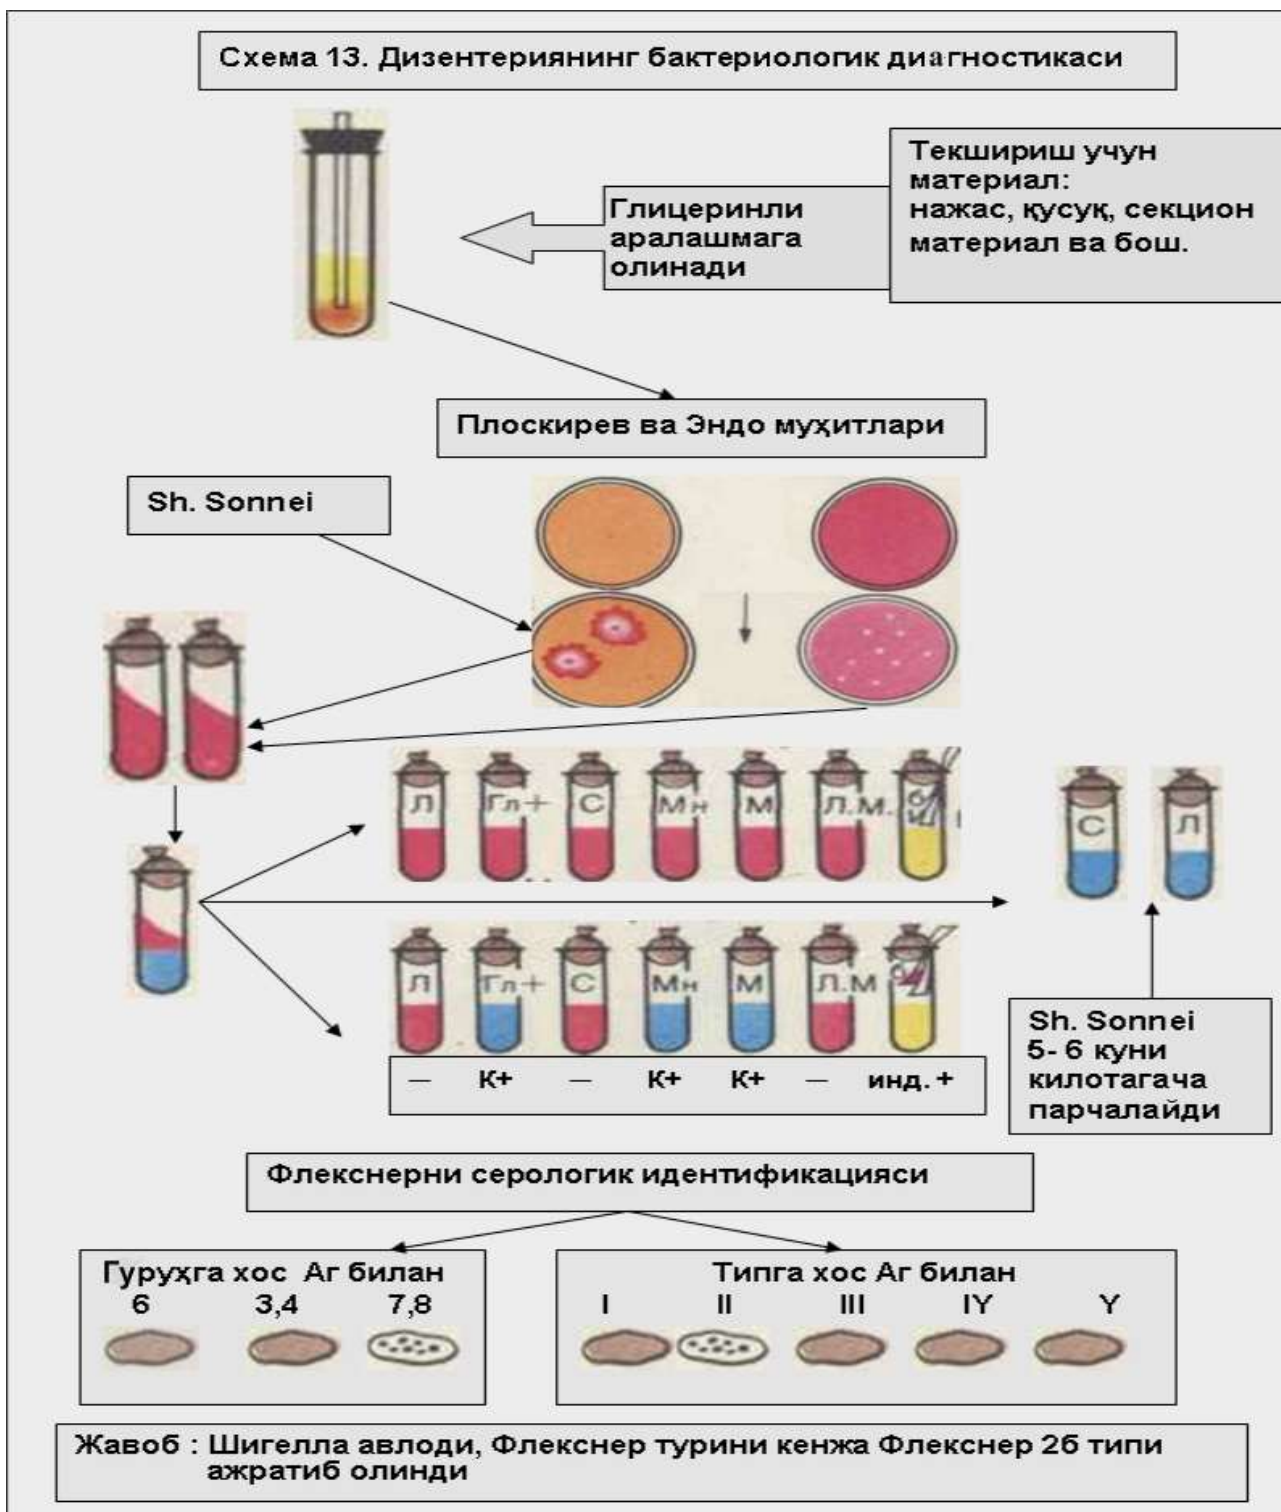 Схема 13. Дизентериянинг бактериологик диагностикаси
Текшириш учун
материал:
нажас, қусуқ, секцион
материал ва бош.
Глицеринли
аралашмага
олинади
Плоскирев ва Эндо муҳитлари
Sh. Sonnei
Л Гл+ С Мн М Л.М.
С Л
Л Гл+ С Мн М Л.М
— К+ — К+ К+ — инд. +
Sh. Sonnei
5- 6 куни
килотагача
парчалайди
Флекснерни серологик идентификацияси
Гуруҳга хос Аг билан
6 3,4 7,8
Типга хос Аг билан
I II III IY Y
Жавоб : Шигелла авлоди, Флекснер турини кенжа Флекснер 2б типи
ажратиб олинди